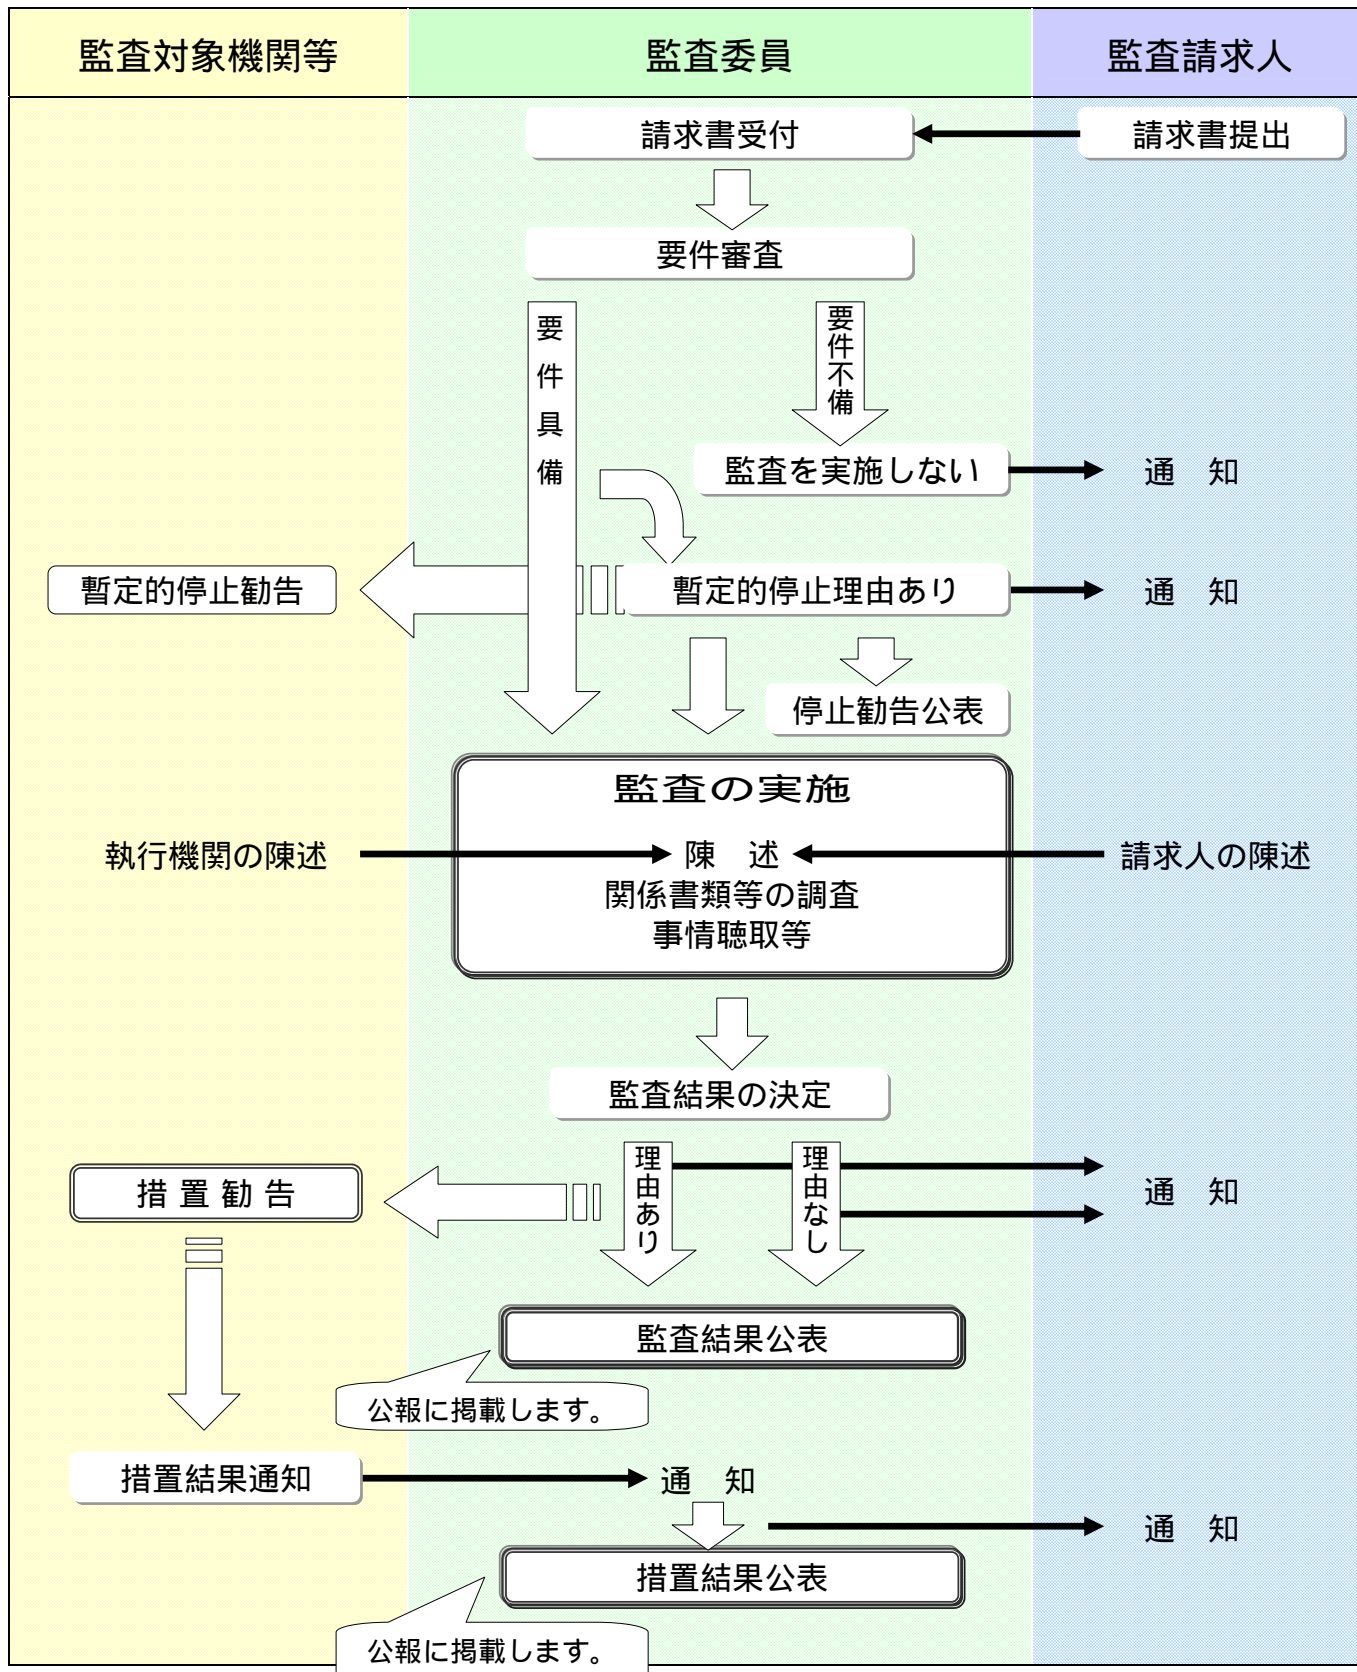 監査対象機関等
監査委員
監査請求人
請求書受付
請求書提出
要件審査
要件具備
要件不備
監査を実施しない
通　知
暫定的停止勧告
暫定的停止理由あり
通　知
停止勧告公表
監査の実施
執行機関の陳述
陳　述
請求人の陳述
関係書類等の調査
事情聴取等
監査結果の決定
措 置 勧 告
理由あり
理由なし
通　知
監査結果公表
公報に掲載します。
措置結果通知
通　知
通　知
措置結果公表
公報に掲載します。